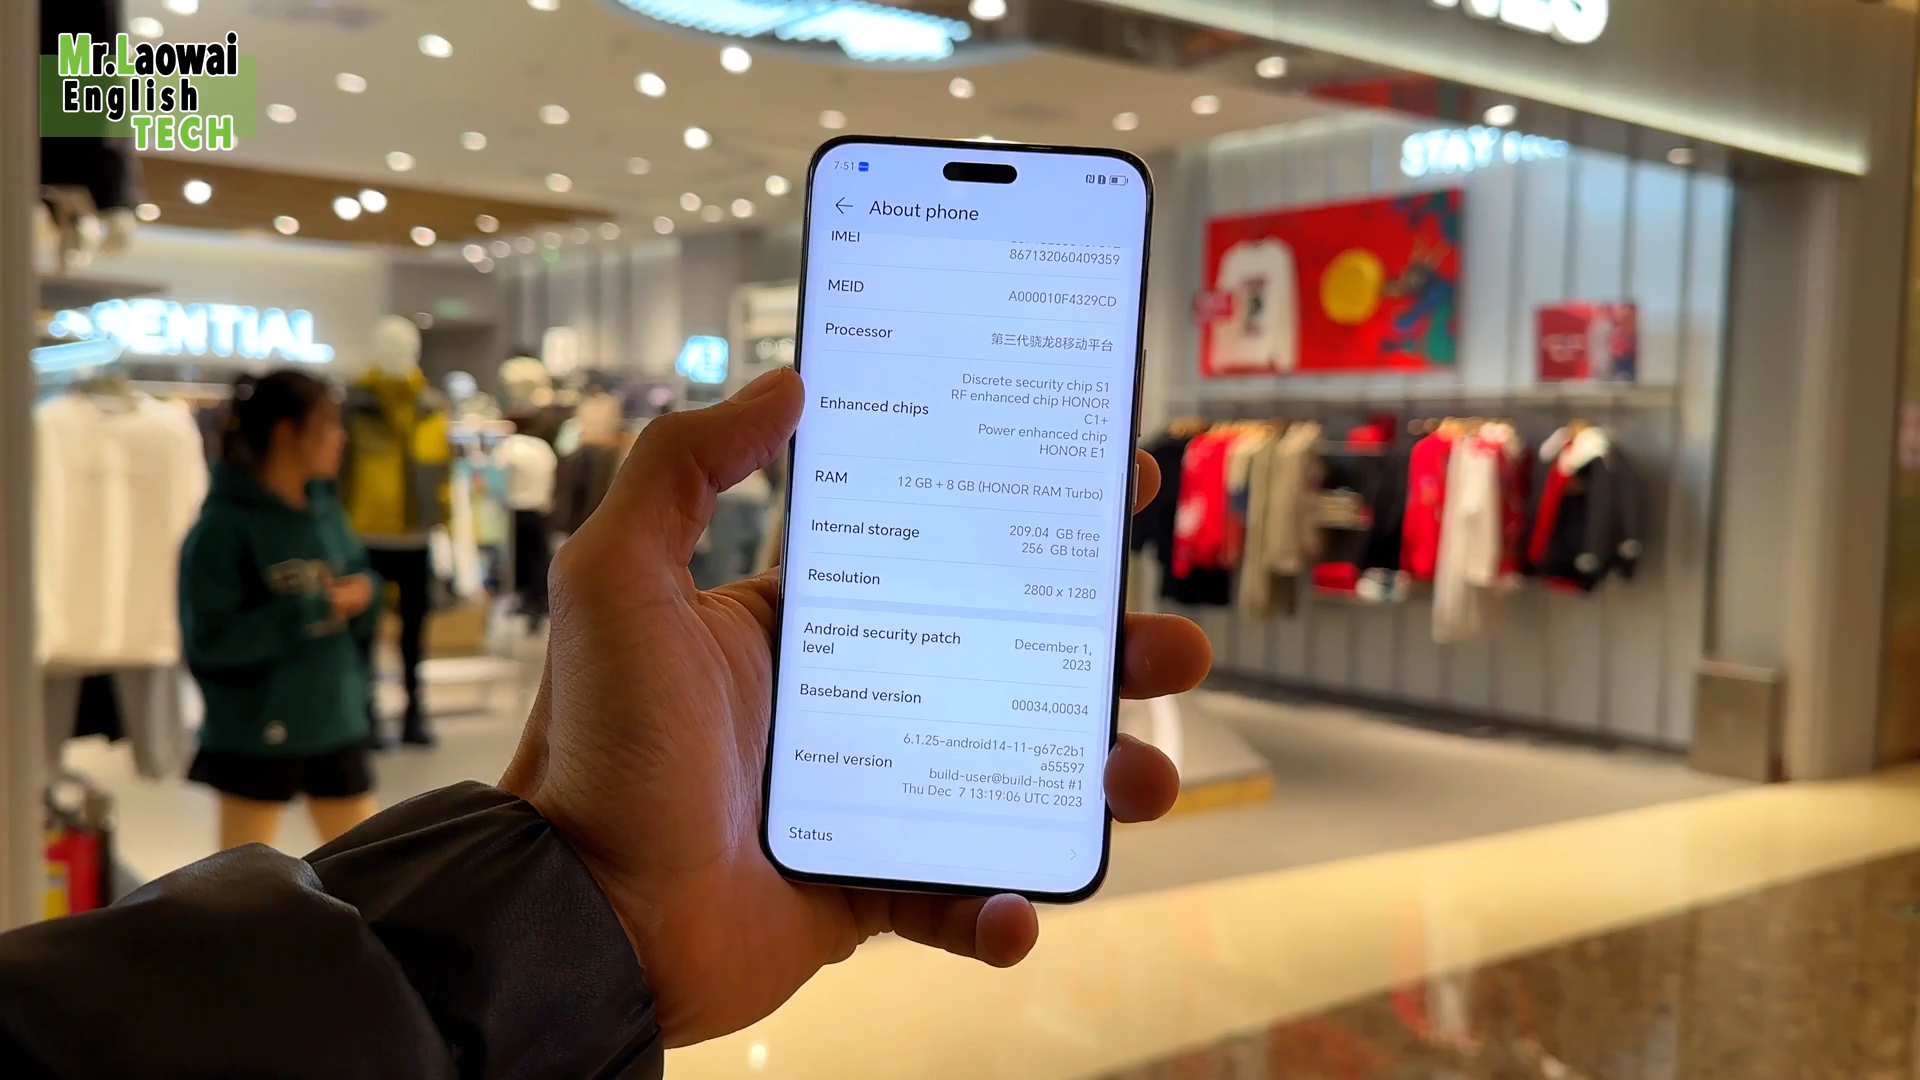 Mr.Laowai
English
TECH
7:51
About phone
IMEI
867132060409359
MEID
A000010F4329CD
Processor
第三代骁龙8移动平台
Enhanced chips
Discrete security chip S1
RF enhanced chip HONOR
C1+
Power enhanced chip
HONOR E1
RAM
12 GB + 8 GB (HONOR RAM Turbo)
Internal storage
209.04 GB free
256 GB total
Resolution
2800 x 1280
Android security patch
level
December 1,
2023
Baseband version
00034,00034
Kernel version
6.1.25-android14-11-g67c2b1
a55597
build-user@build-host #1
Thu Dec 7 13:19:06 UTC 2023
Status
STAY